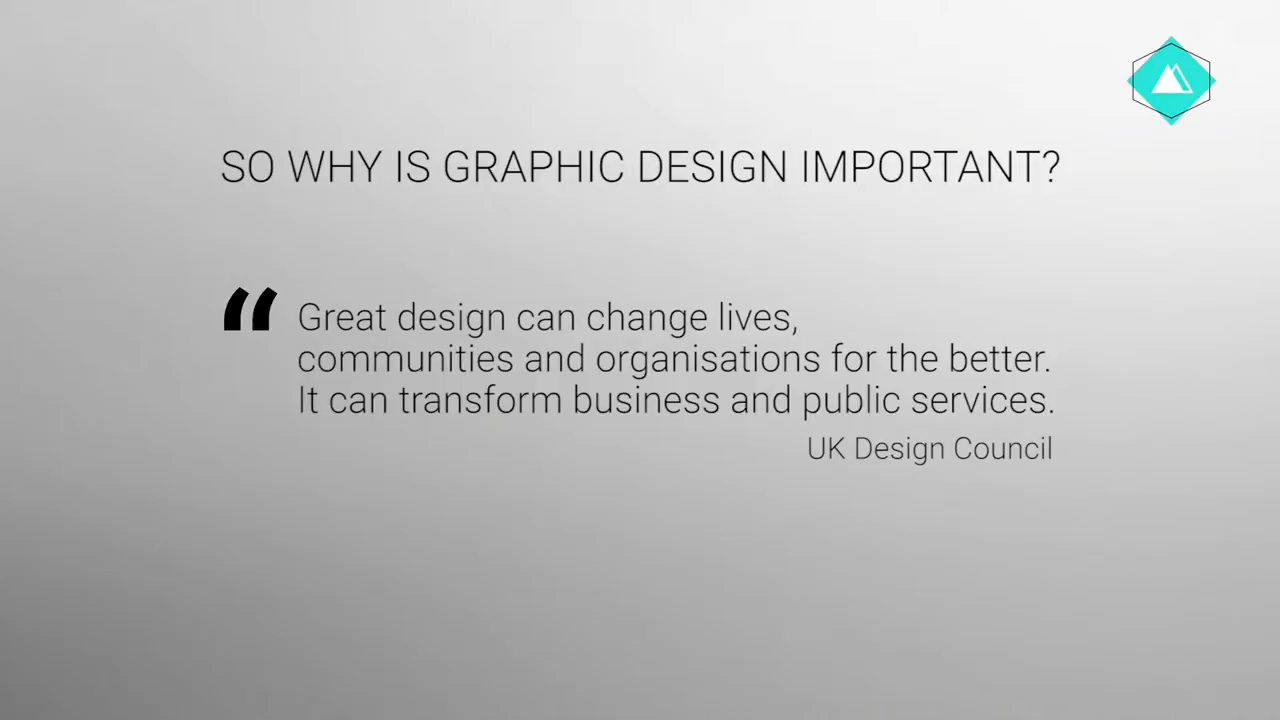 SO WHY IS GRAPHIC DESIGN IMPORTANT?
“ Great design can change lives,
communities and organisations for the better.
It can transform business and public services.
UK Design Council